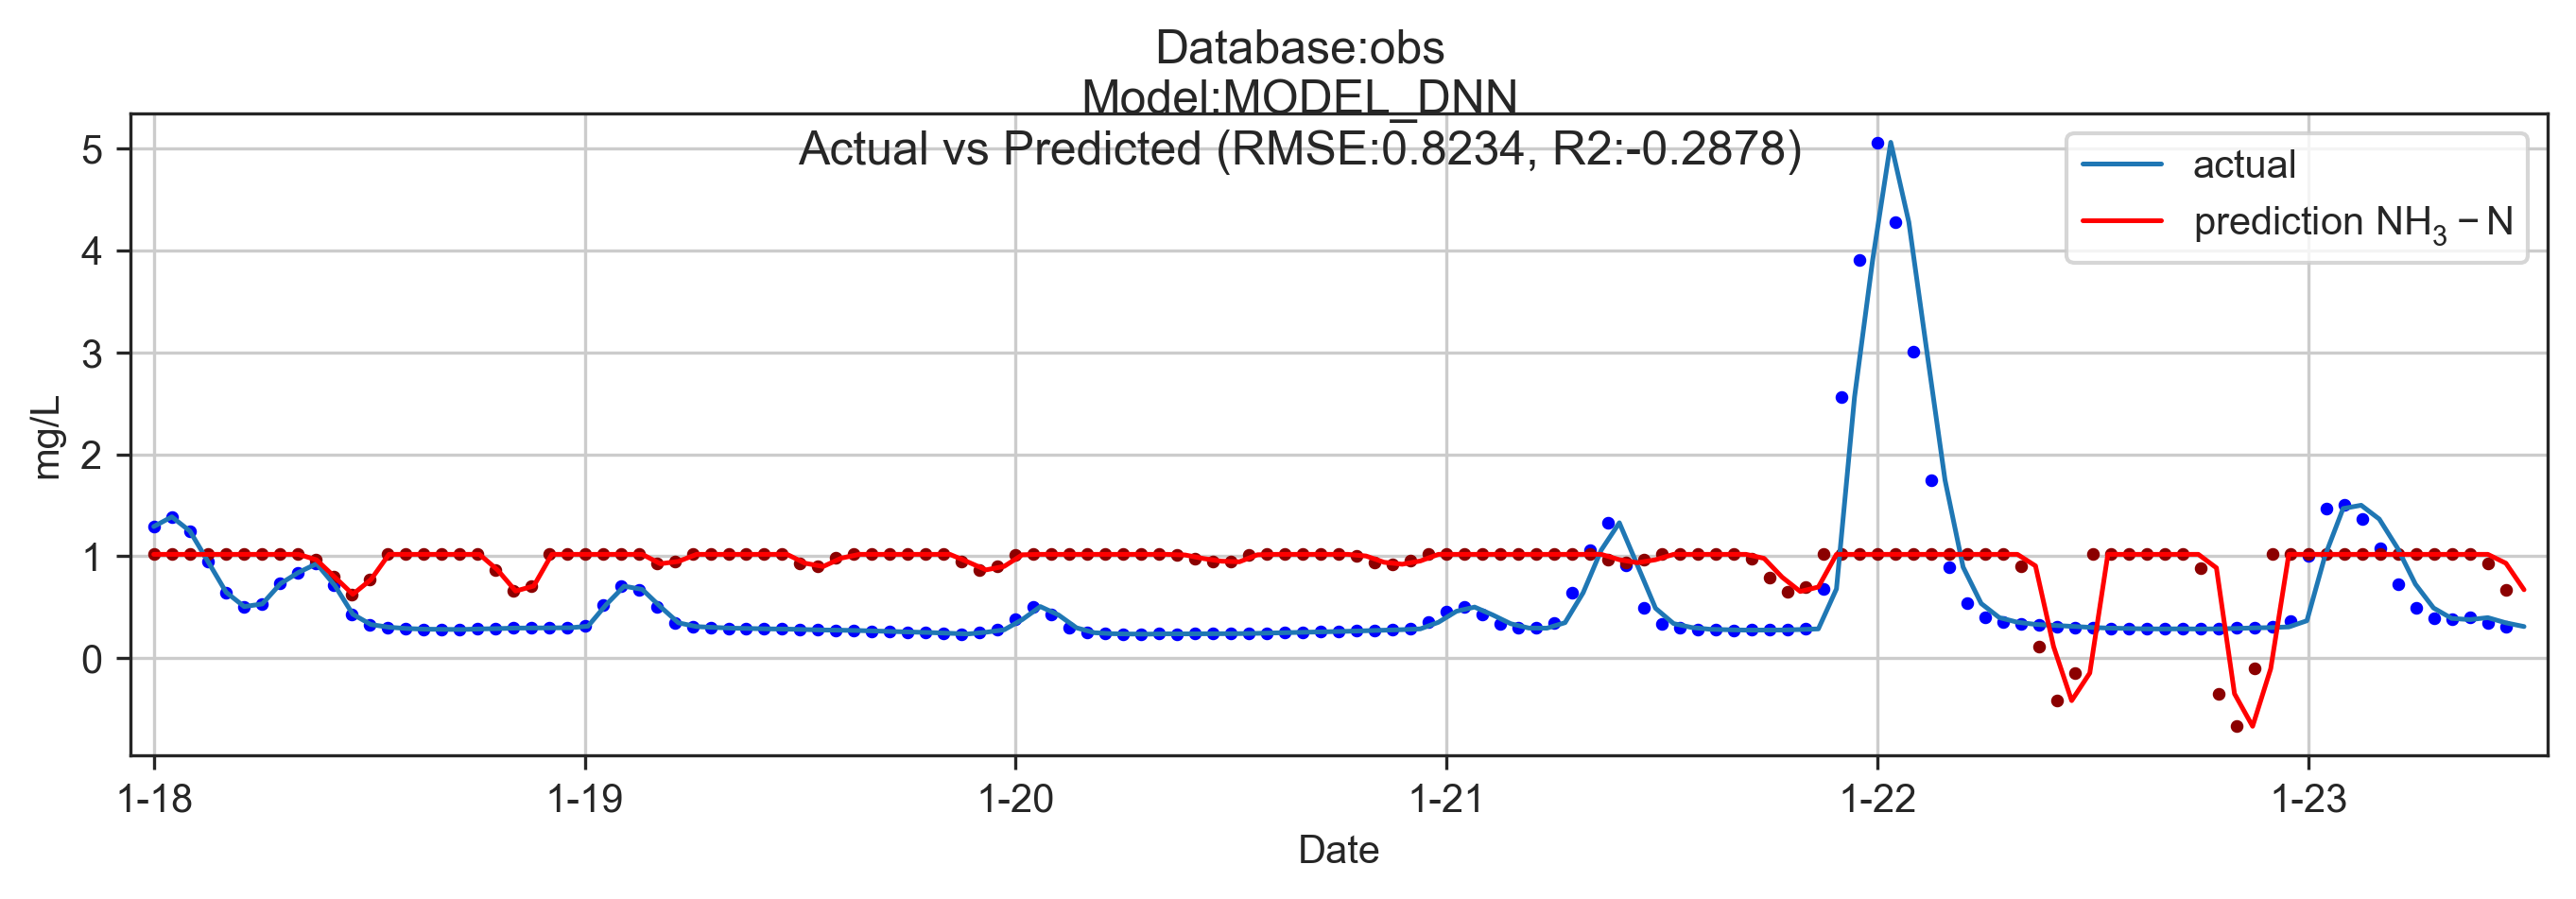 Database:obs
Model:MODEL_DNN
Actual vs Predicted (RMSE:0.8234, R2:-0.2878)
actual
prediction NH₃ − N
5
4
3
2
1
0
mg/L
1-18 1-19 1-20 1-21 1-22 1-23
Date